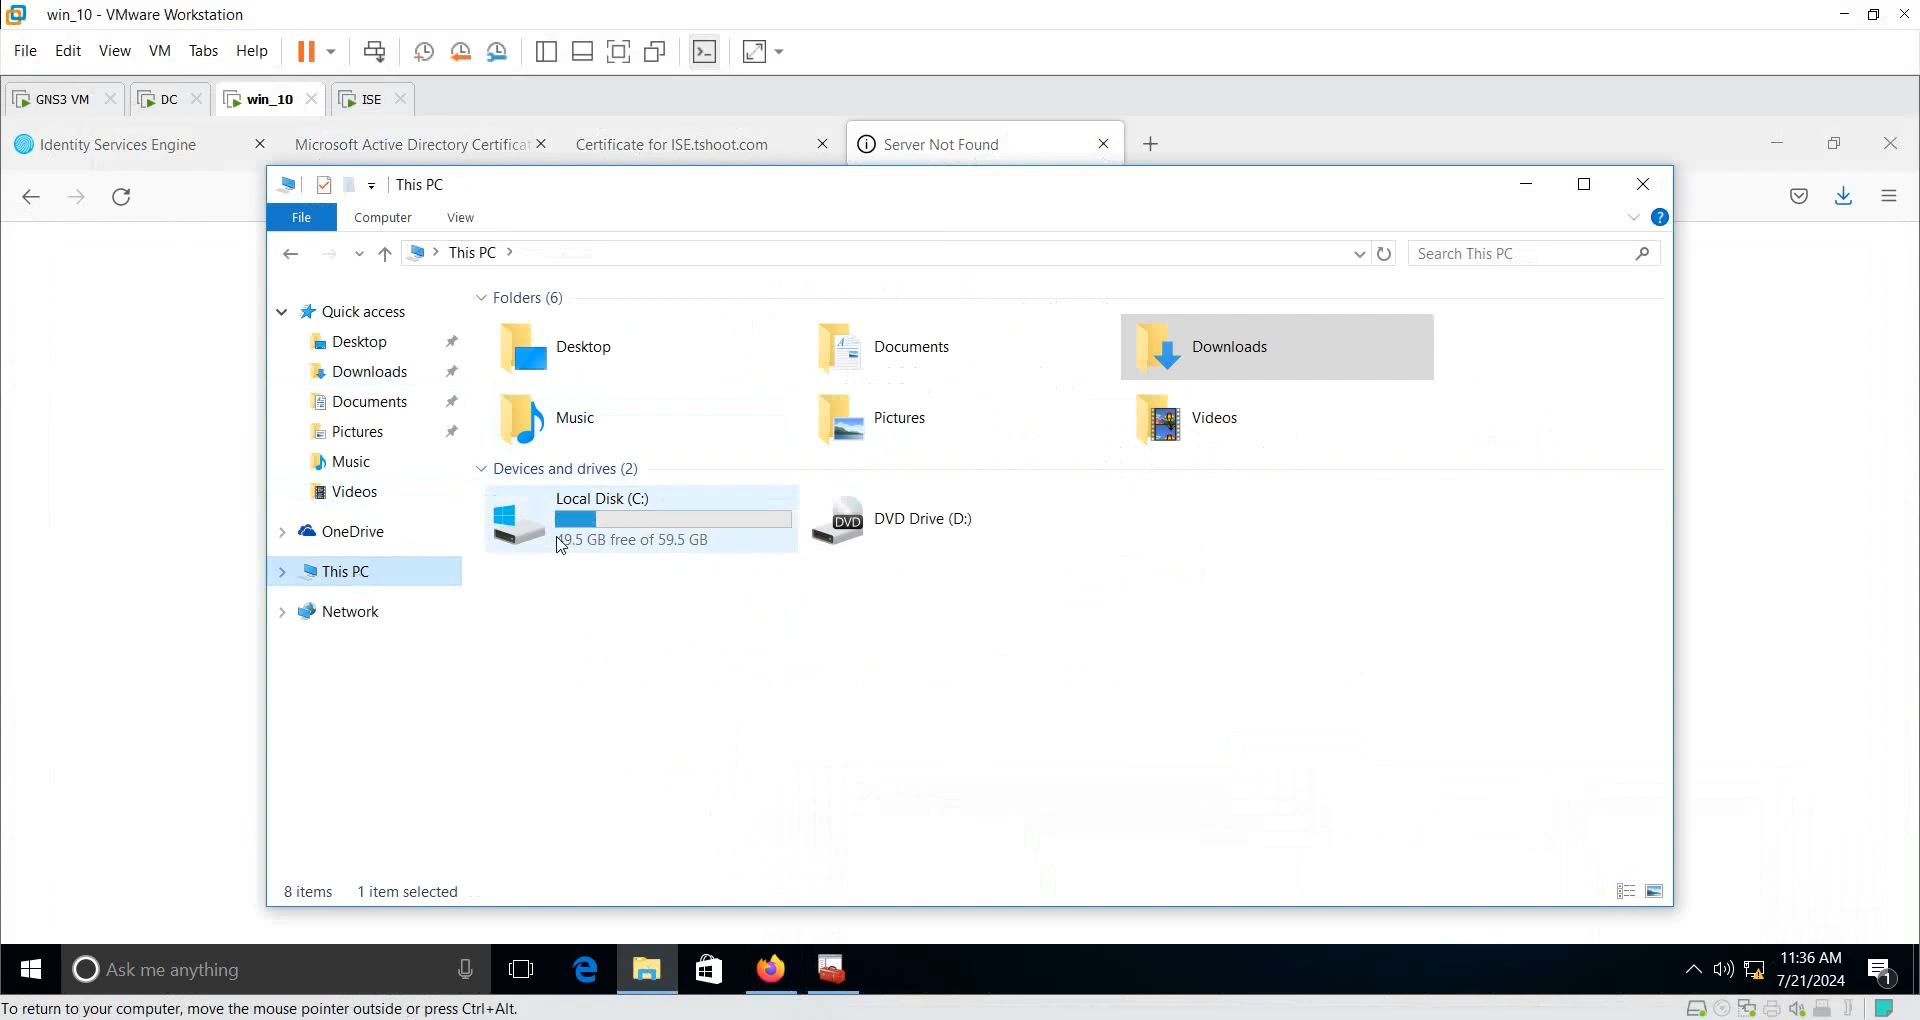 win_10 - VMware Workstation
File Edit View VM Tabs Help
GNS3 VM DC win_10 ISE
Identity Services Engine Microsoft Active Directory Certificat Certificate for ISE.tshoot.com Server Not Found
This PC
File Computer View
This PC Search This PC
Quick access
Desktop
Downloads
Documents
Pictures
Music
Videos
OneDrive
This PC
Network
Folders (6)
Desktop Documents Downloads
Music Pictures Videos
Devices and drives (2)
Local Disk (C:)
49.5 GB free of 59.5 GB
DVD
DVD Drive (D:)
8 items 1 item selected
Ask me anything
11:36 AM
7/21/2024
1
To return to your computer, move the mouse pointer outside or press Ctrl+Alt.